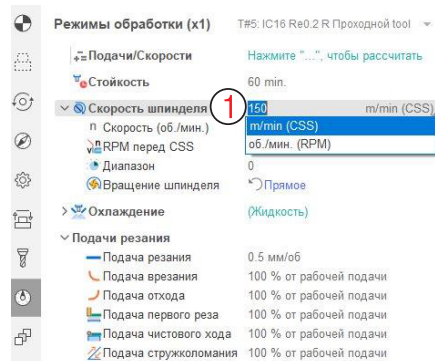 Режимы обработки (x1) T#5: IC16 Re0.2 R Проходной tool
Подачи/Скорости Нажмите "...", чтобы рассчитать
Стойкость 60 min.
Скорость шпинделя 1 150 m/min (CSS)
n Скорость (об./мин.) m/min (CSS)
RPM перед CSS об./мин. (RPM)
Диапазон 0
Вращение шпинделя Прямое
Охлаждение (Жидкость)
Подачи резания
Подача резания 0.5 мм/об
Подача врезания 100 % от рабочей подачи
Подача отхода 100 % от рабочей подачи
Подача первого реза 100 % от рабочей подачи
Подача чистового хода 100 % от рабочей подачи
Подача стружколомания 100 % от рабочей подачи